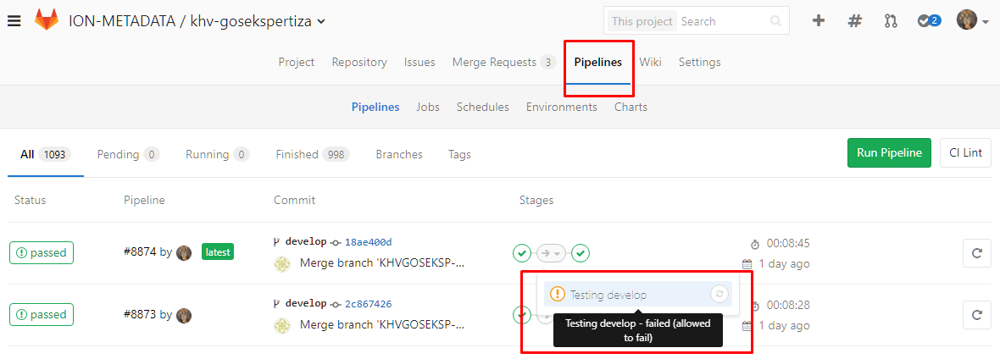 ION-METADATA / khv-gosekspertiza
This project Search
2
Project Repository Issues Merge Requests 3 Pipelines Wiki Settings
Pipelines Jobs Schedules Environments Charts
All 1093 Pending 0 Running 0 Finished 998 Branches Tags
Run Pipeline CI Lint
Status Pipeline Commit Stages
passed #8874 by latest
develop 18ae400d
Merge branch 'KHVGOSEKSP-...
00:08:45
1 day ago
passed #8873 by
develop 2c867426
Merge branch 'KHVGOSEKSP-...
Testing develop
Testing develop - failed (allowed
to fail)
00:08:28
1 day ago